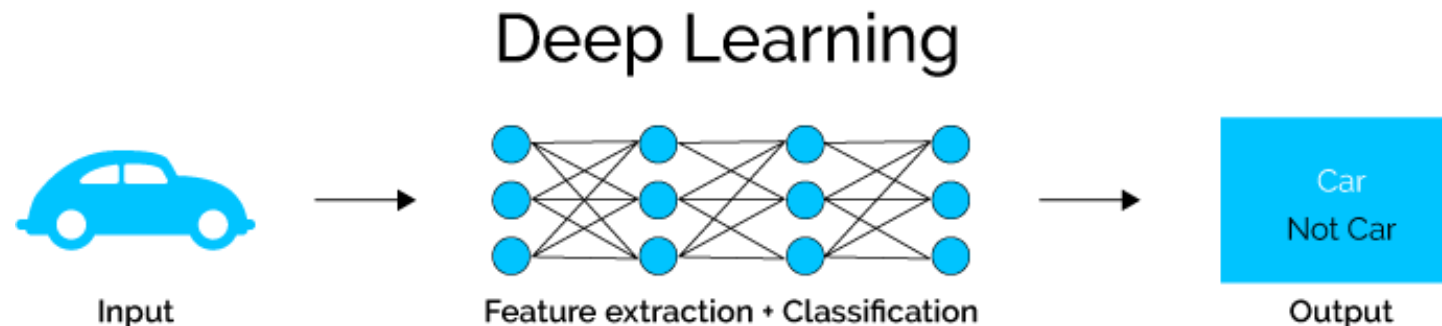 Deep Learning
Car
Not Car
Input
Feature extraction + Classification
Output